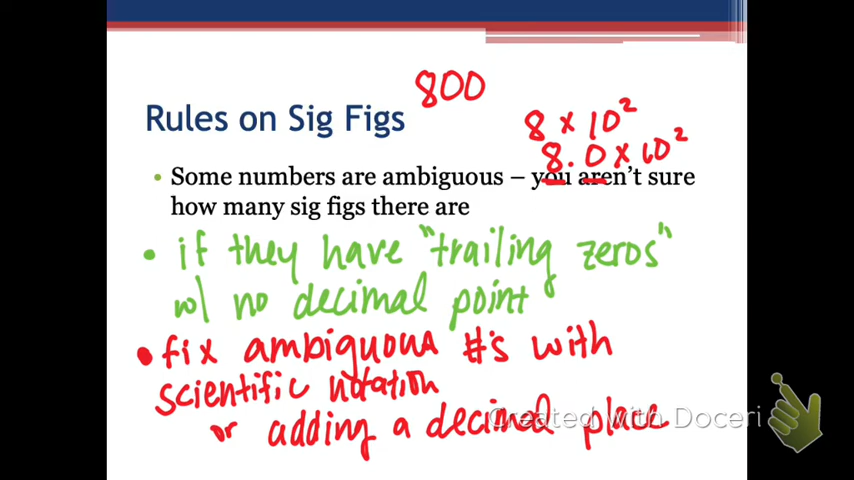 800
Rules on Sig Figs
8 x 10²
8.0 x 10²
• Some numbers are ambiguous – you aren't sure
how many sig figs there are
• if they have "trailing zeros"
w/ no decimal point
• fix ambiguous #'s with
scientific notation
or adding a decimal place
Created with Doceri